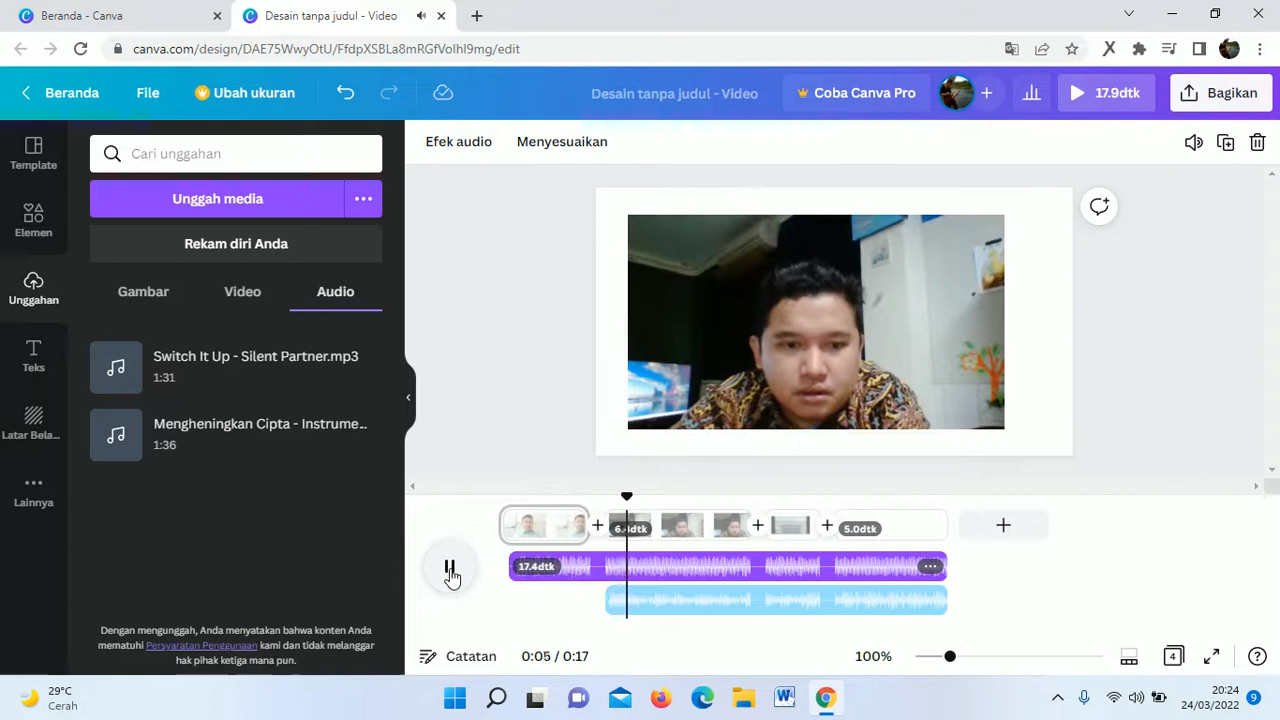 Beranda - Canva
Desain tanpa judul - Video
canva.com/design/DAE75WwyOtU/FfdpXSBLa8mRGfVolhI9mg/edit
Beranda
File
Ubah ukuran
Desain tanpa judul - Video
Coba Canva Pro
17.9dtk
Bagikan
Template
Elemen
Unggahan
Teks
Latar Bela...
Lainnya
Cari unggahan
Unggah media
Rekam diri Anda
Gambar
Video
Audio
Switch It Up - Silent Partner.mp3
1:31
Mengheningkan Cipta - Instrume...
1:36
Dengan mengunggah, Anda menyatakan bahwa konten Anda
mematuhi Persyaratan Penggunaan kami dan tidak melanggar
hak pihak ketiga mana pun.
Efek audio
Menyesuaikan
5.0dtk
17.4dtk
Catatan
0:05 / 0:17
100%
4
29°C
Cerah
20:24
24/03/2022
9